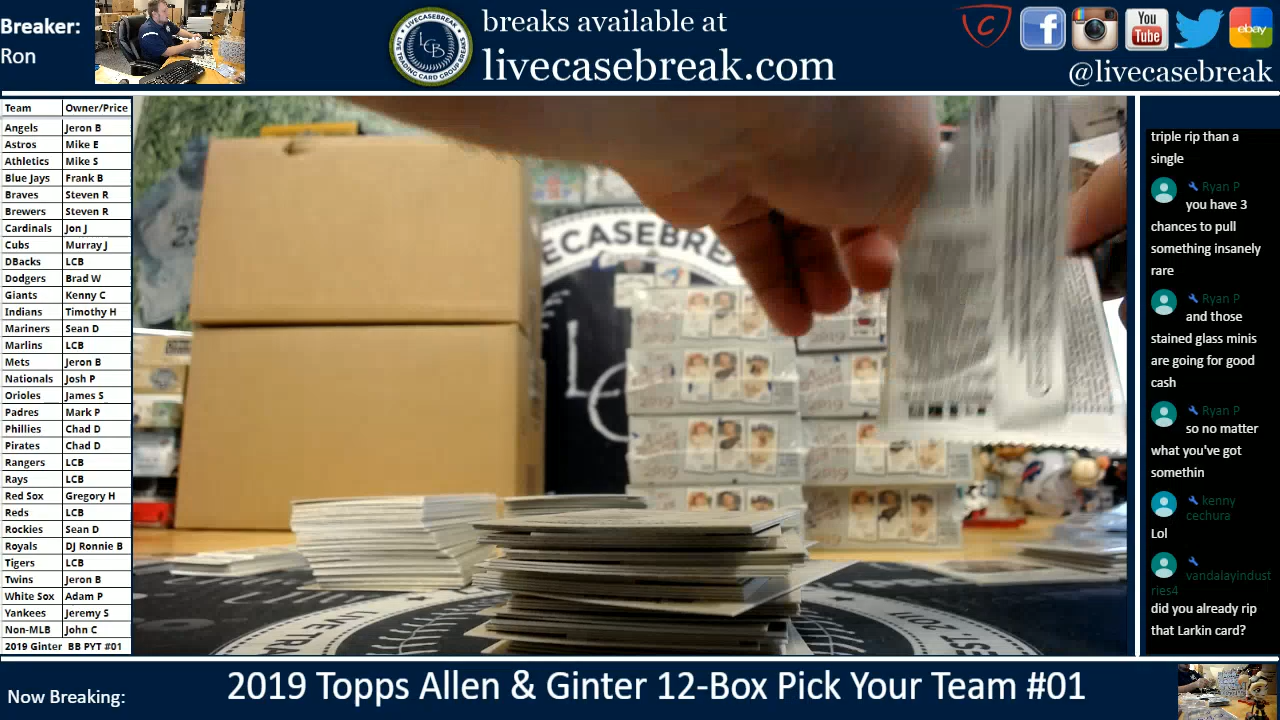 Breaker:
Ron
breaks available at
livecasebreak.com
You
Tube
ebay
@livecasebreak
Team Owner/Price
Angels Jeron B
Astros Mike E
Athletics Mike S
Blue Jays Frank B
Braves Steven R
Brewers Steven R
Cardinals Jon J
Cubs Murray J
DBacks LCB
Dodgers Brad W
Giants Kenny C
Indians Timothy H
Mariners Sean D
Marlins LCB
Mets Jeron B
Nationals Josh P
Orioles James S
Padres Mark P
Phillies Chad D
Pirates Chad D
Rangers LCB
Rays LCB
Red Sox Gregory H
Reds LCB
Rockies Sean D
Royals DJ Ronnie B
Tigers LCB
Twins Jeron B
White Sox Adam P
Yankees Jeremy S
Non-MLB John C
2019 Ginter BB PYT #01
ECASEBRE
LC
triple rip than a
single
Ryan P
you have 3
chances to pull
something insanely
rare
Ryan P
and those
stained glass minis
are going for good
cash
Ryan P
so no matter
what you've got
somethin
kenny
cechura
Lol
vandalayindust
ries4
did you already rip
that Larkin card?
Now Breaking:
2019 Topps Allen & Ginter 12-Box Pick Your Team #01